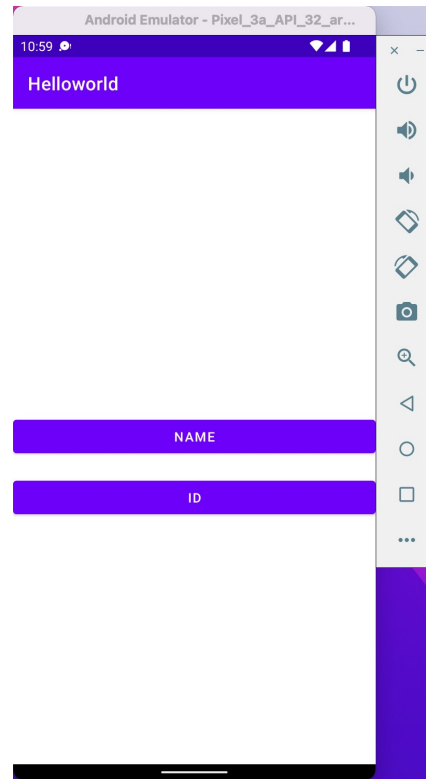 Android Emulator - Pixel_3a_API_32_ar...
10:59
Helloworld
NAME
ID